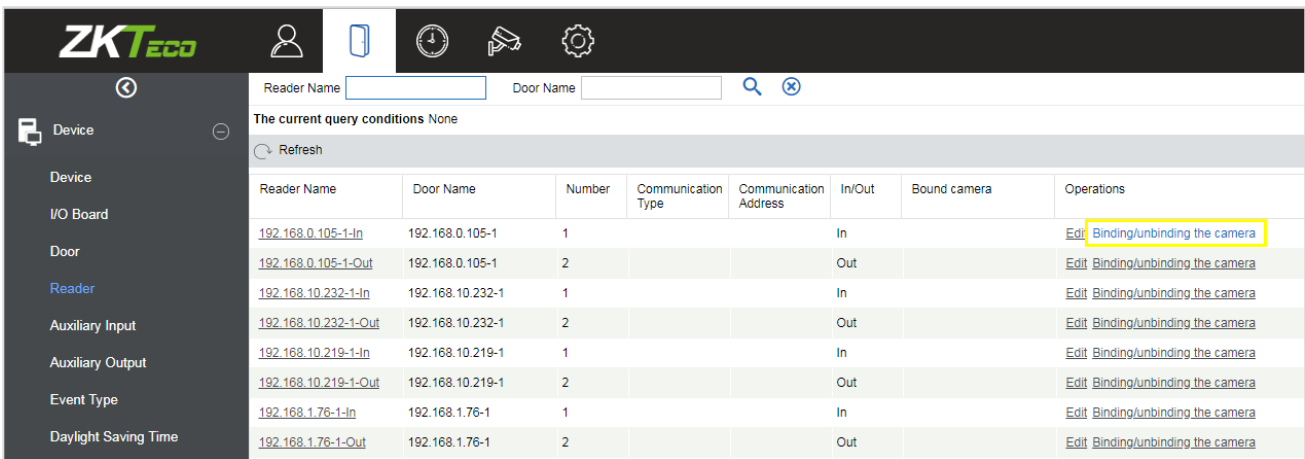 ZKTECO
Reader Name Door Name
The current query conditions None
Refresh
Device
Device
I/O Board
Door
Reader
Auxiliary Input
Auxiliary Output
Event Type
Daylight Saving Time
Reader Name Door Name Number Communication Type Communication Address In/Out Bound camera Operations
192.168.0.105-1-In 192.168.0.105-1 1 In Edit Binding/unbinding the camera
192.168.0.105-1-Out 192.168.0.105-1 2 Out Edit Binding/unbinding the camera
192.168.10.232-1-In 192.168.10.232-1 1 In Edit Binding/unbinding the camera
192.168.10.232-1-Out 192.168.10.232-1 2 Out Edit Binding/unbinding the camera
192.168.10.219-1-In 192.168.10.219-1 1 In Edit Binding/unbinding the camera
192.168.10.219-1-Out 192.168.10.219-1 2 Out Edit Binding/unbinding the camera
192.168.1.76-1-In 192.168.1.76-1 1 In Edit Binding/unbinding the camera
192.168.1.76-1-Out 192.168.1.76-1 2 Out Edit Binding/unbinding the camera